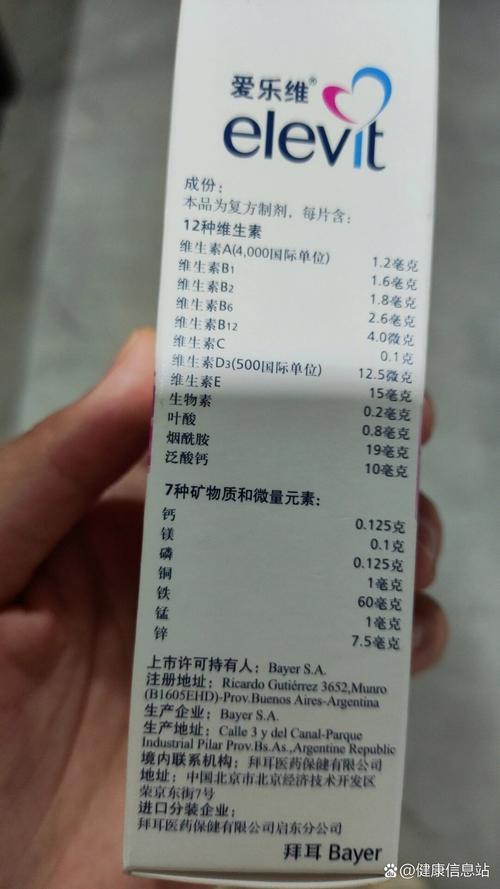 爱乐维®
elevit
成份：
本品为复方制剂，每片含：
12种维生素
维生素A(4,000国际单位) 1.2毫克
维生素B1 1.6毫克
维生素B2 1.8毫克
维生素B6 2.6毫克
维生素B12 4.0微克
维生素C 0.1克
维生素D3(500国际单位) 12.5微克
维生素E 15毫克
生物素 0.2毫克
叶酸 0.8毫克
烟酰胺 19毫克
泛酸钙 10毫克
7种矿物质和微量元素：
钙 0.125克
镁 0.1克
磷 0.125克
铜 1毫克
铁 60毫克
锰 1毫克
锌 7.5毫克
上市许可持有人：Bayer S.A.
注册地址：Ricardo Gutiérrez 3652,Munro
(B1605EHD)-Prov.Buenos Aires-Argentina
生产企业：Bayer S.A.
生产地址：Calle 3 y del Canal-Parque
Industrial Pilar Prov.Bs.As.,Argentine Republic
境内联系机构：拜耳医药保健有限公司
地址：中国北京市北京经济技术开发区
荣京东街7号
进口分装企业：
拜耳医药保健有限公司启东分公司
拜耳 Bayer
@健康信息站